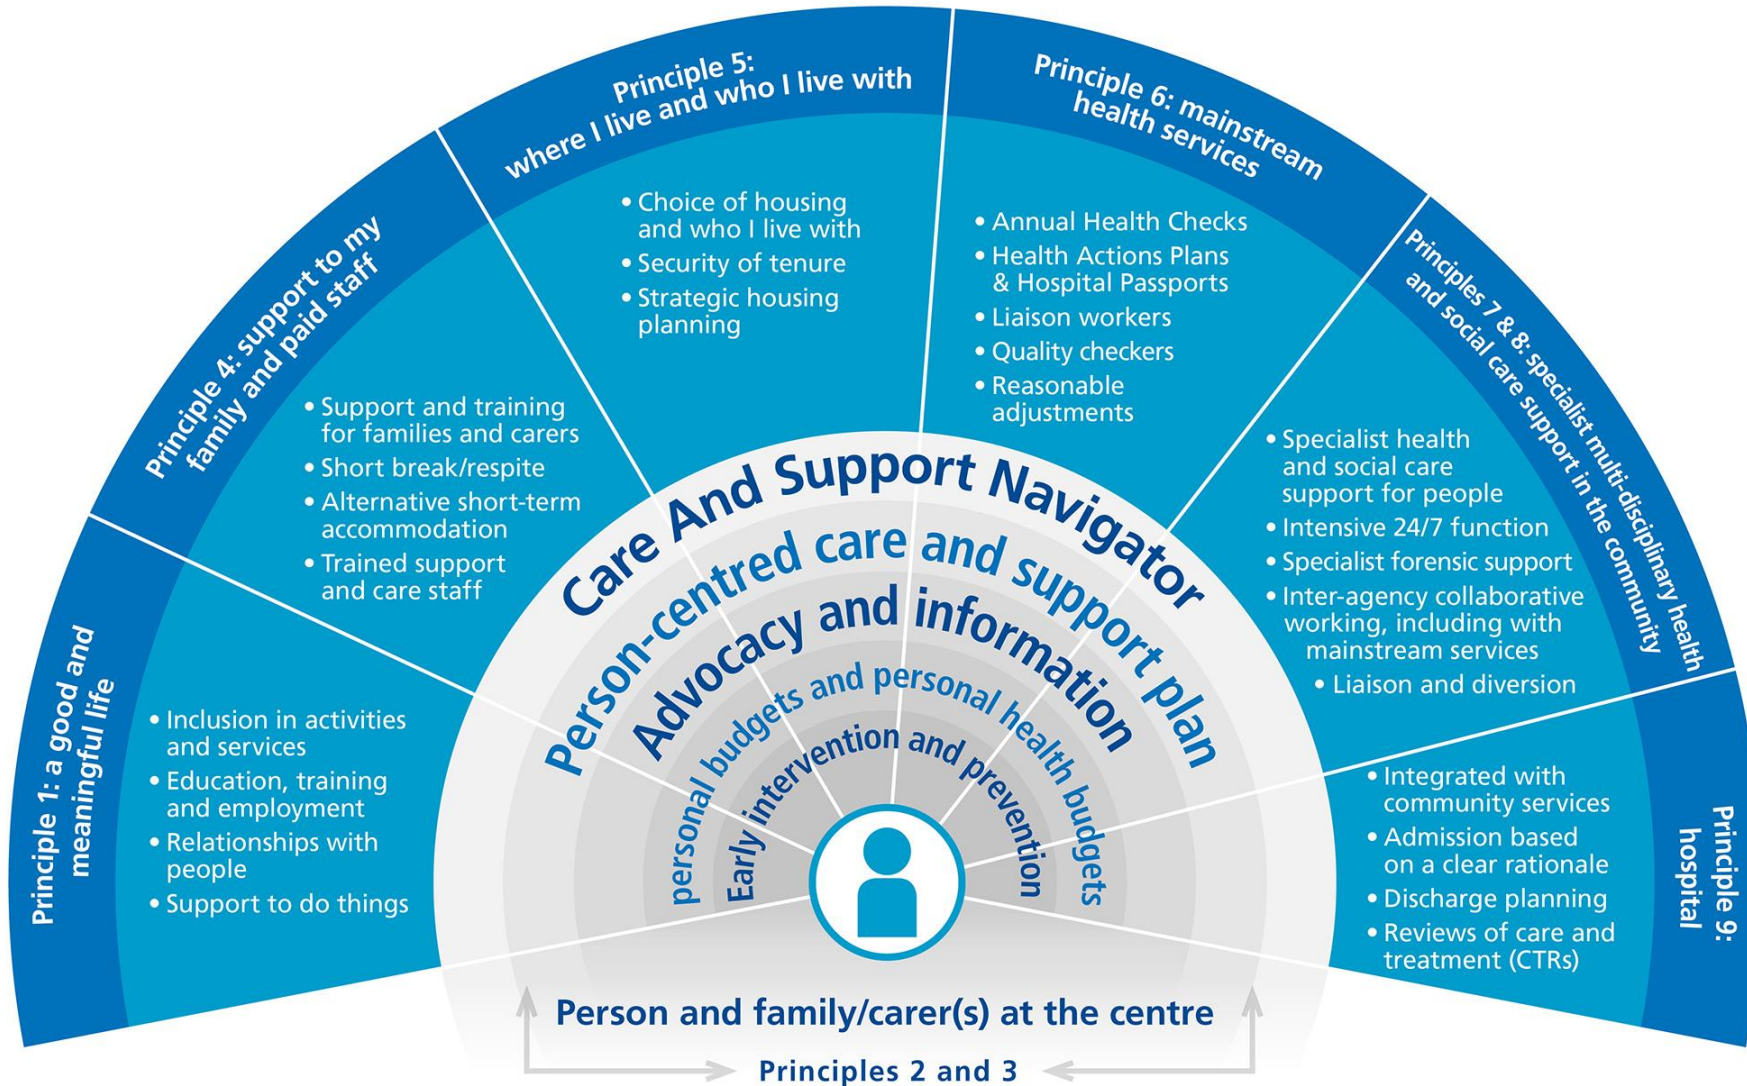 Principle 1: a good and
meaningful life
• Inclusion in activities
and services
• Education, training
and employment
• Relationships with
people
• Support to do things
Principle 4: support to my
family and paid staff
• Support and training
for families and carers
• Short break/respite
• Alternative short-term
accommodation
• Trained support
and care staff
Principle 5:
where I live and who I live with
• Choice of housing
and who I live with
• Security of tenure
• Strategic housing
planning
Principle 6: mainstream
health services
• Annual Health Checks
• Health Actions Plans
& Hospital Passports
• Liaison workers
• Quality checkers
• Reasonable
adjustments
Principles 7 & 8: specialist multi-disciplinary health
and social care support in the community
• Specialist health
and social care
support for people
• Intensive 24/7 function
• Specialist forensic support
• Inter-agency collaborative
working, including with
mainstream services
• Liaison and diversion
Principle 9:
hospital
• Integrated with
community services
• Admission based
on a clear rationale
• Discharge planning
• Reviews of care and
treatment (CTRs)
Care And Support Navigator
Person-centred care and support plan
Advocacy and information
personal budgets and personal health budgets
Early intervention and prevention
Person and family/carer(s) at the centre
Principles 2 and 3